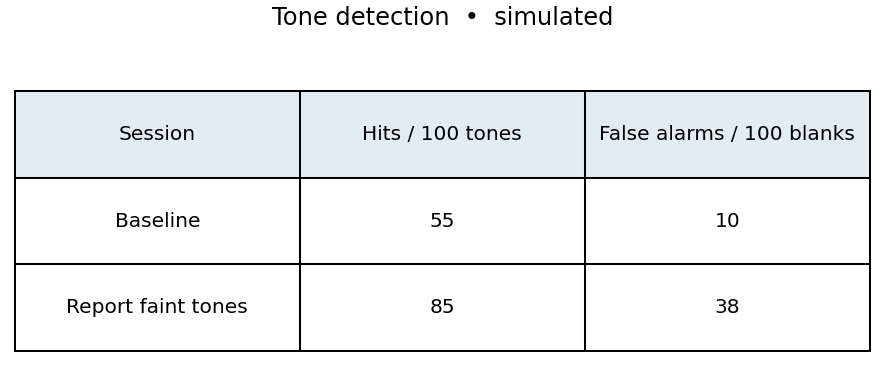 Tone detection • simulated
Session Hits / 100 tones False alarms / 100 blanks
Baseline 55 10
Report faint tones 85 38